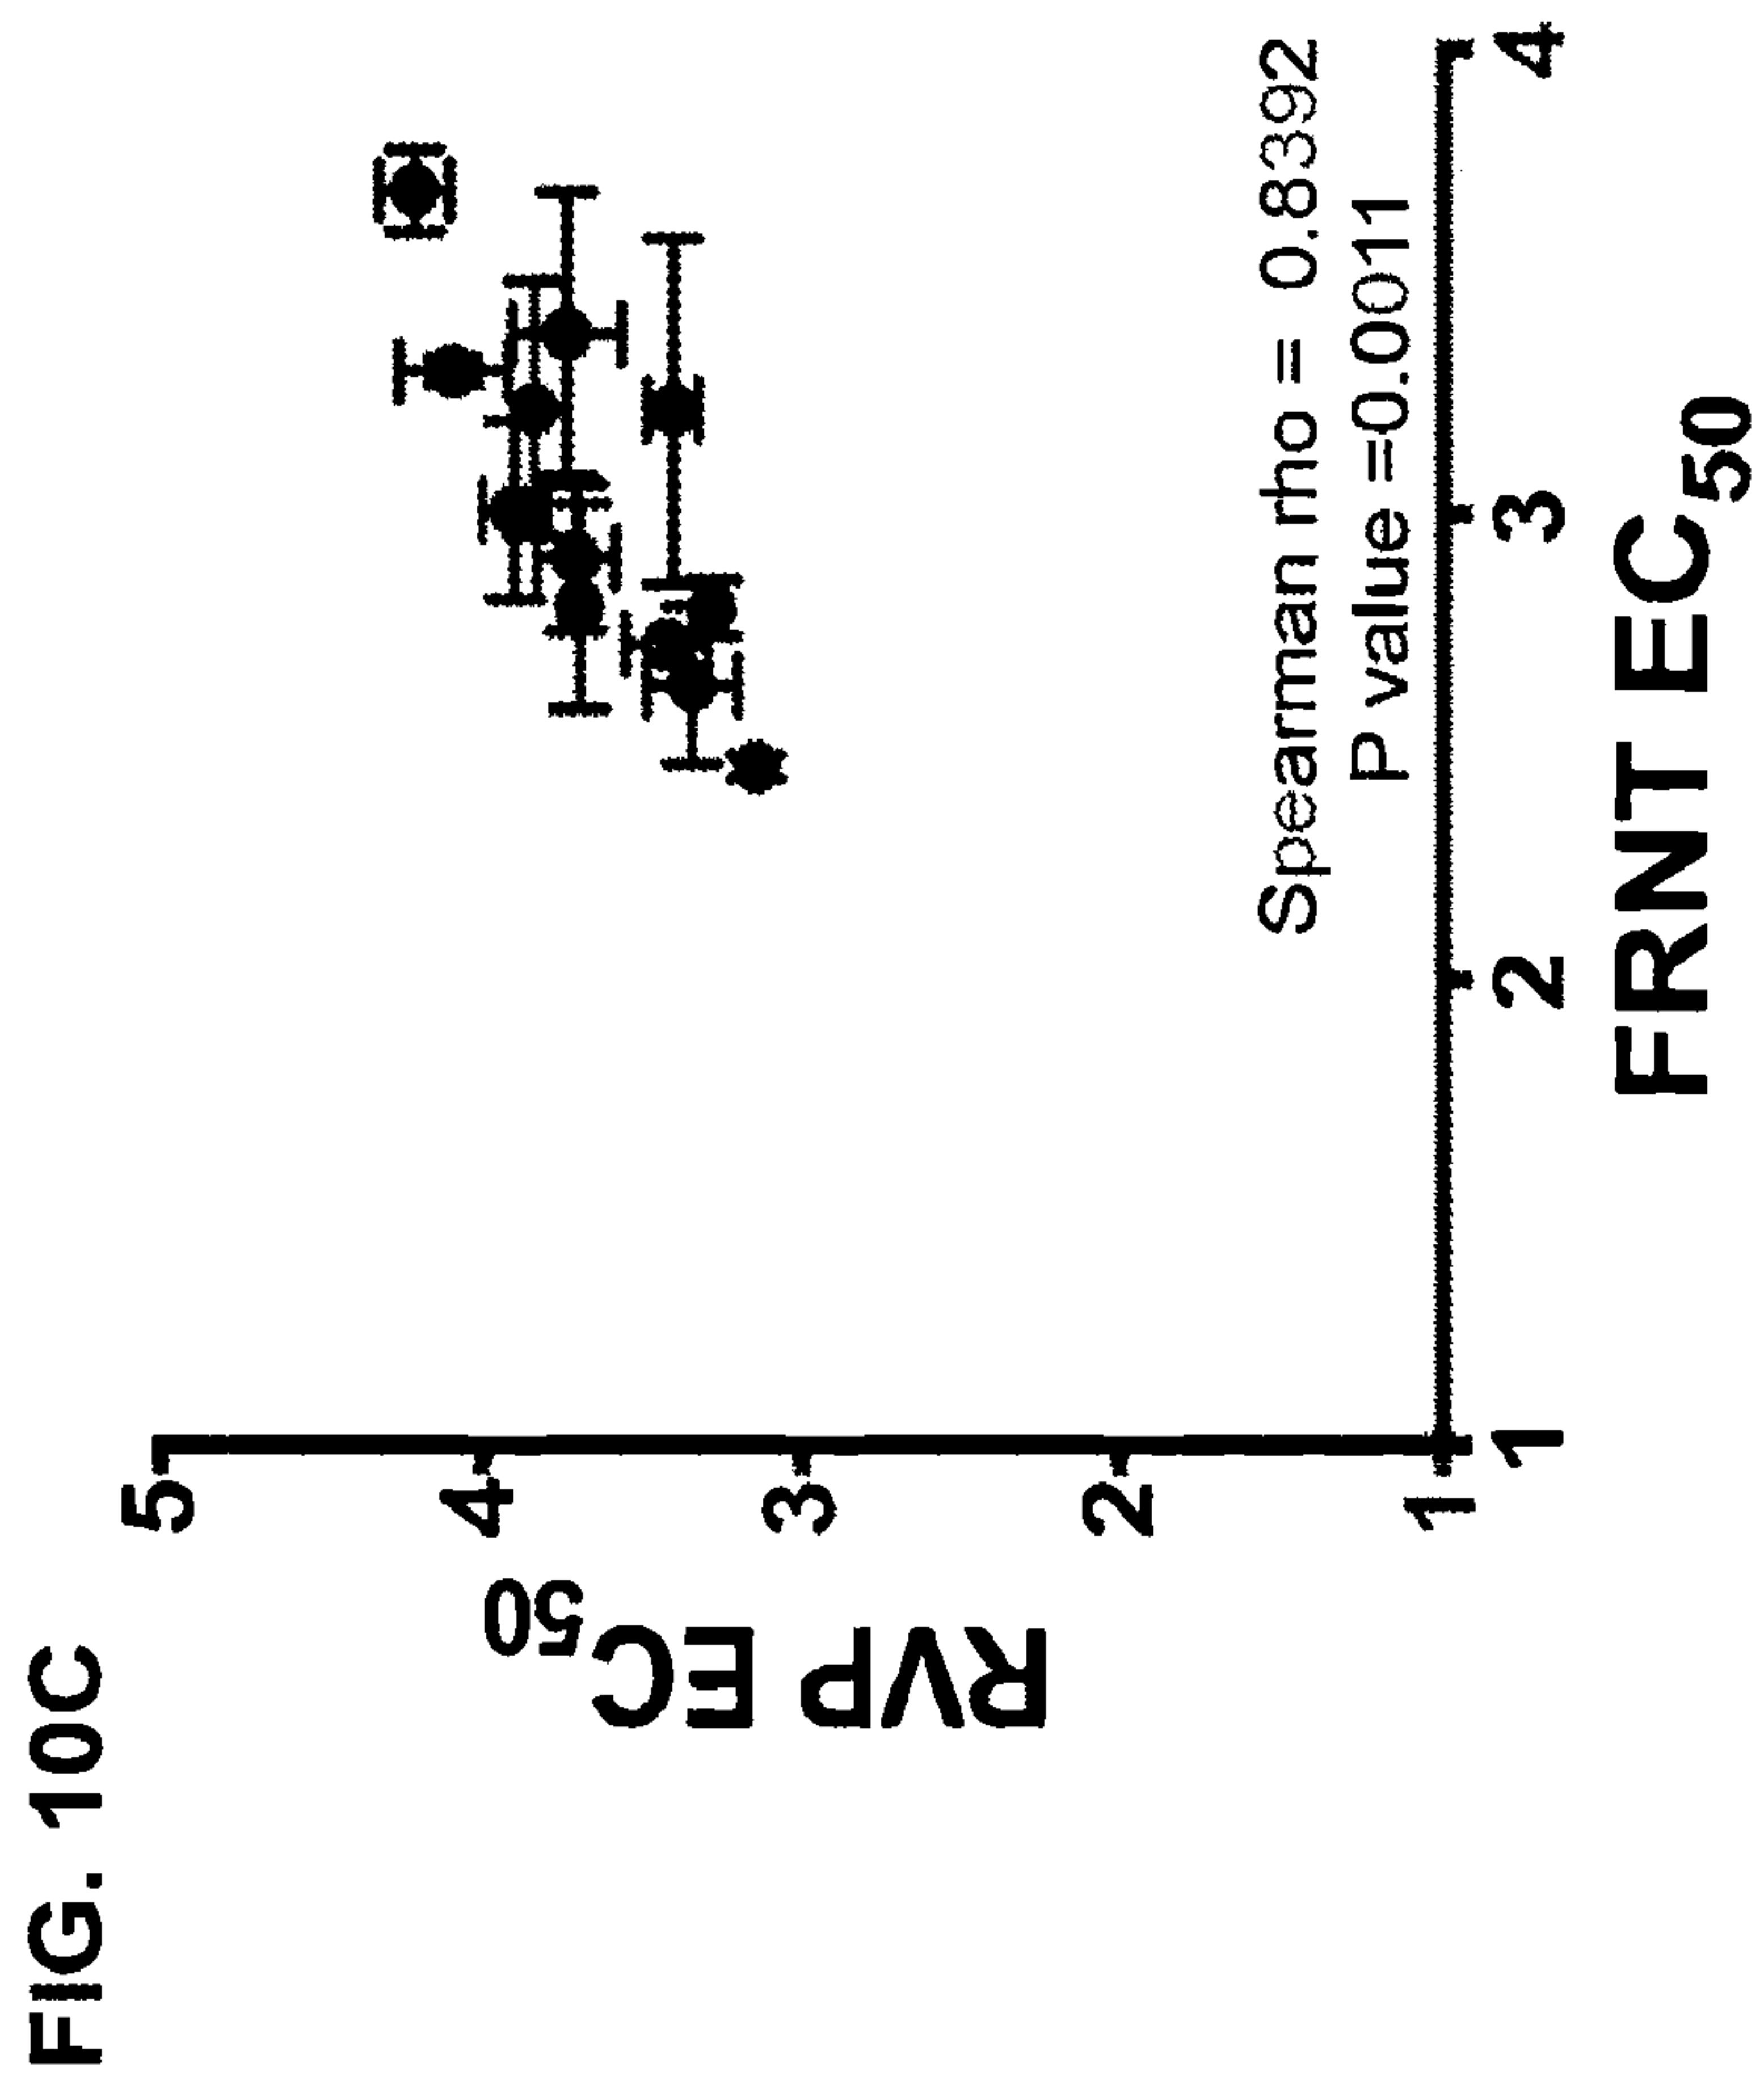 FIG. 10C
RVP EC50
5
4
3
2
1
Spearman rho = 0.8392
P value =0.0011
1
2
3
4
FRNT EC50